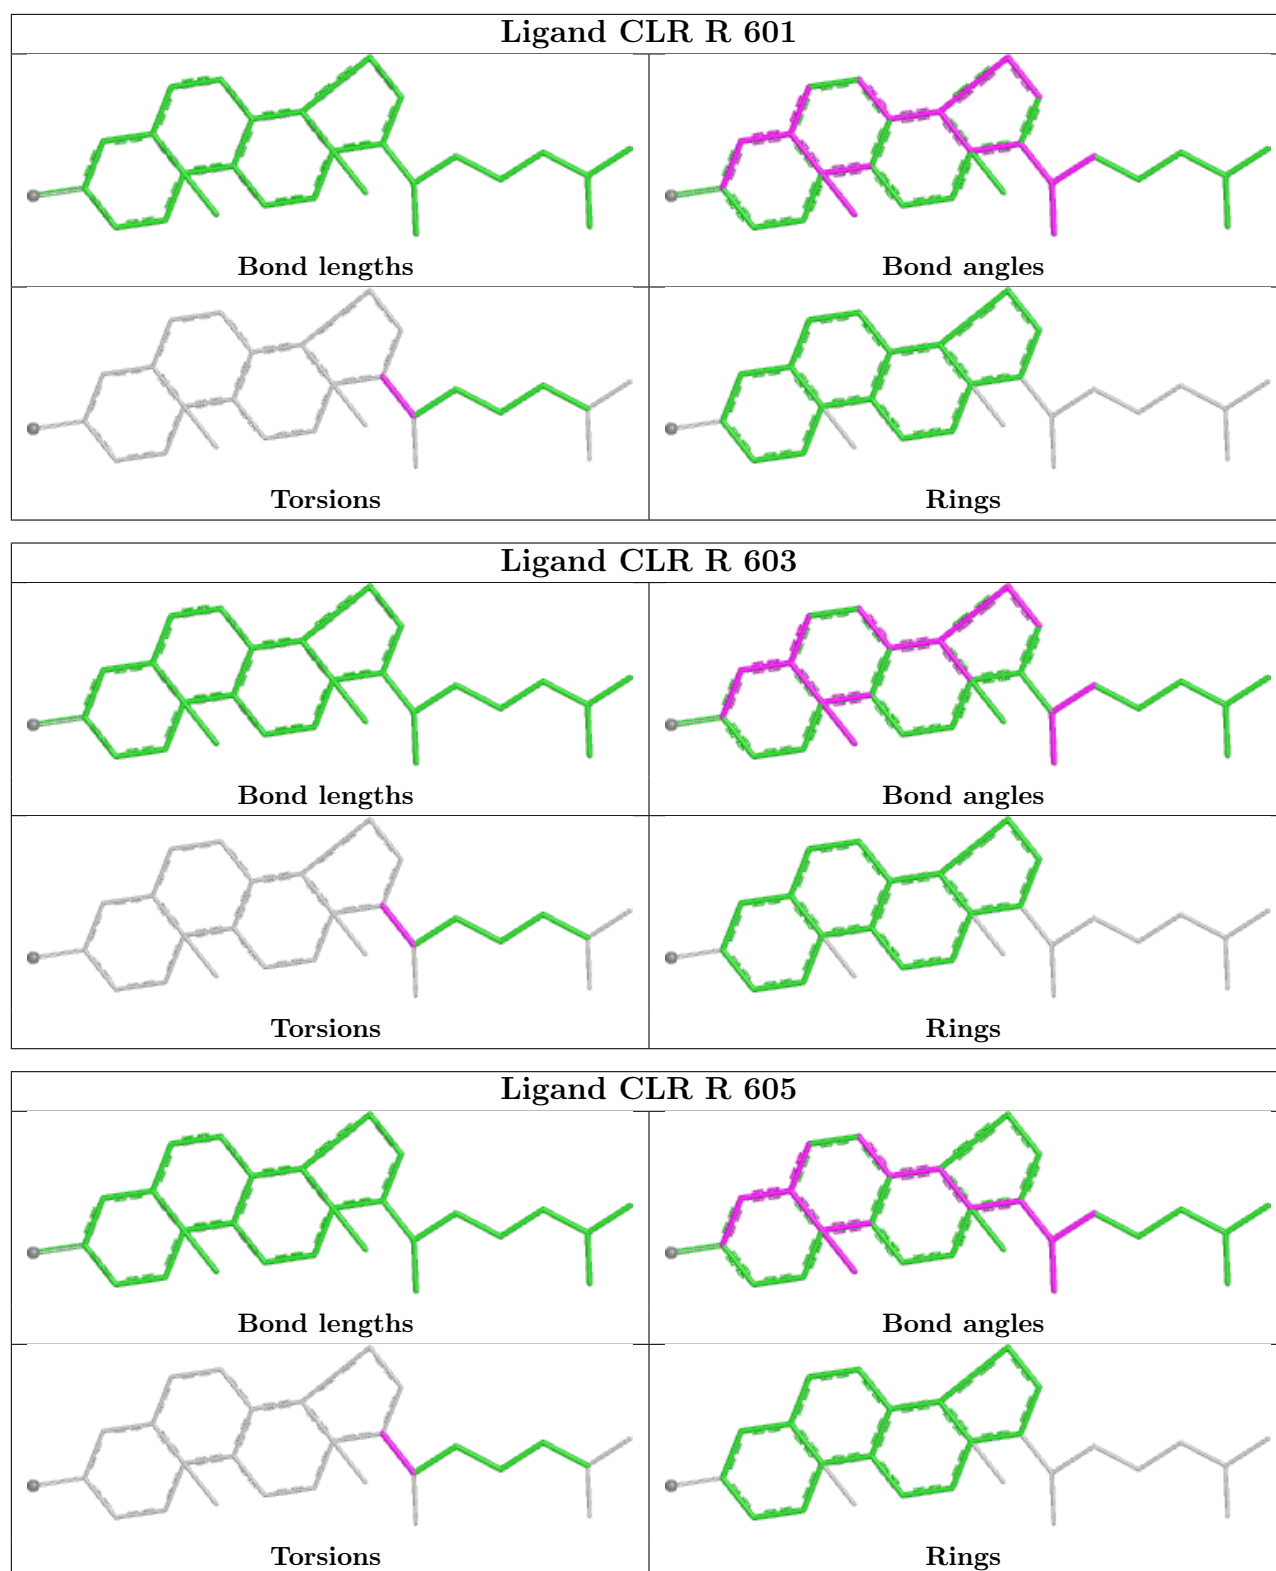 Ligand CLR R 601
Bond lengths
Bond angles
Torsions
Rings
Ligand CLR R 603
Bond lengths
Bond angles
Torsions
Rings
Ligand CLR R 605
Bond lengths
Bond angles
Torsions
Rings